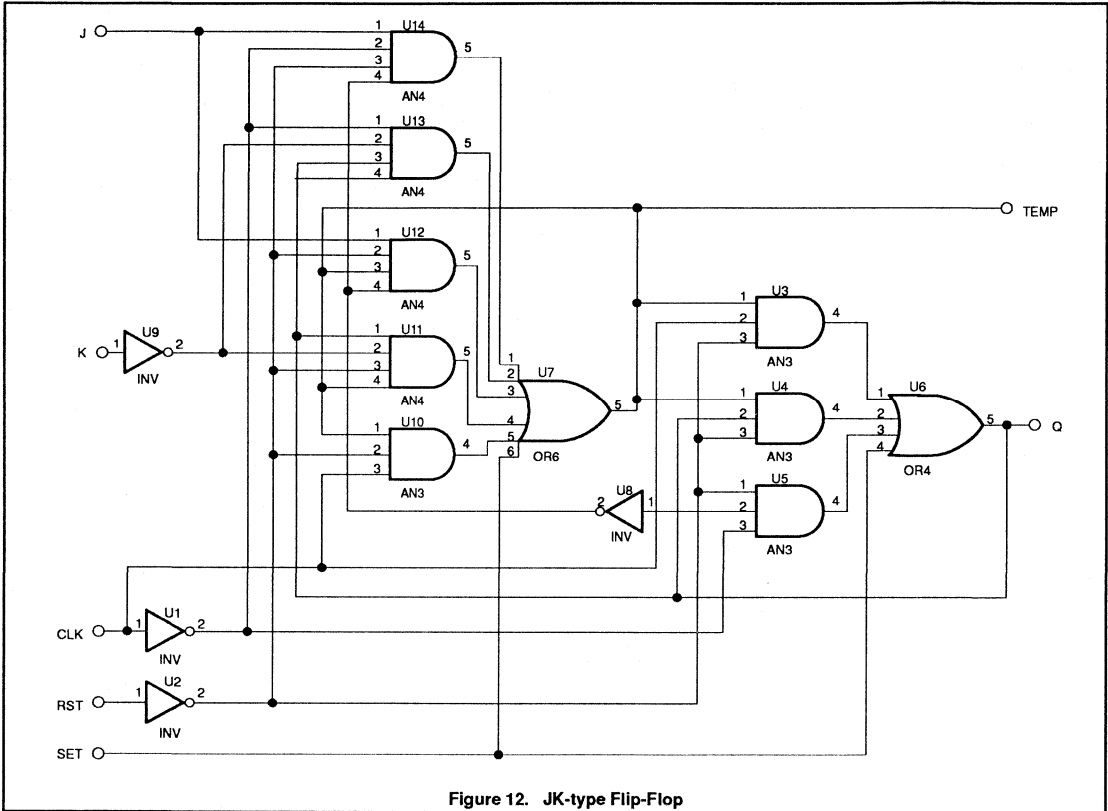 J
1
2
3
4
U14
5
AN4
1
2
3
4
U13
5
AN4
TEMP
1
2
3
4
U12
5
AN4
K
1
U9
2
INV
1
2
3
4
U11
5
AN4
1
2
3
U10
4
AN3
1
2
3
4
5
6
U7
5
OR6
1
2
3
U3
4
AN3
1
2
3
U4
4
AN3
1
2
3
U5
4
AN3
2
U8
1
INV
1
2
3
4
U6
5
OR4
Q
CLK
1
U1
2
INV
RST
1
U2
2
INV
SET
Figure 12. JK-type Flip-Flop